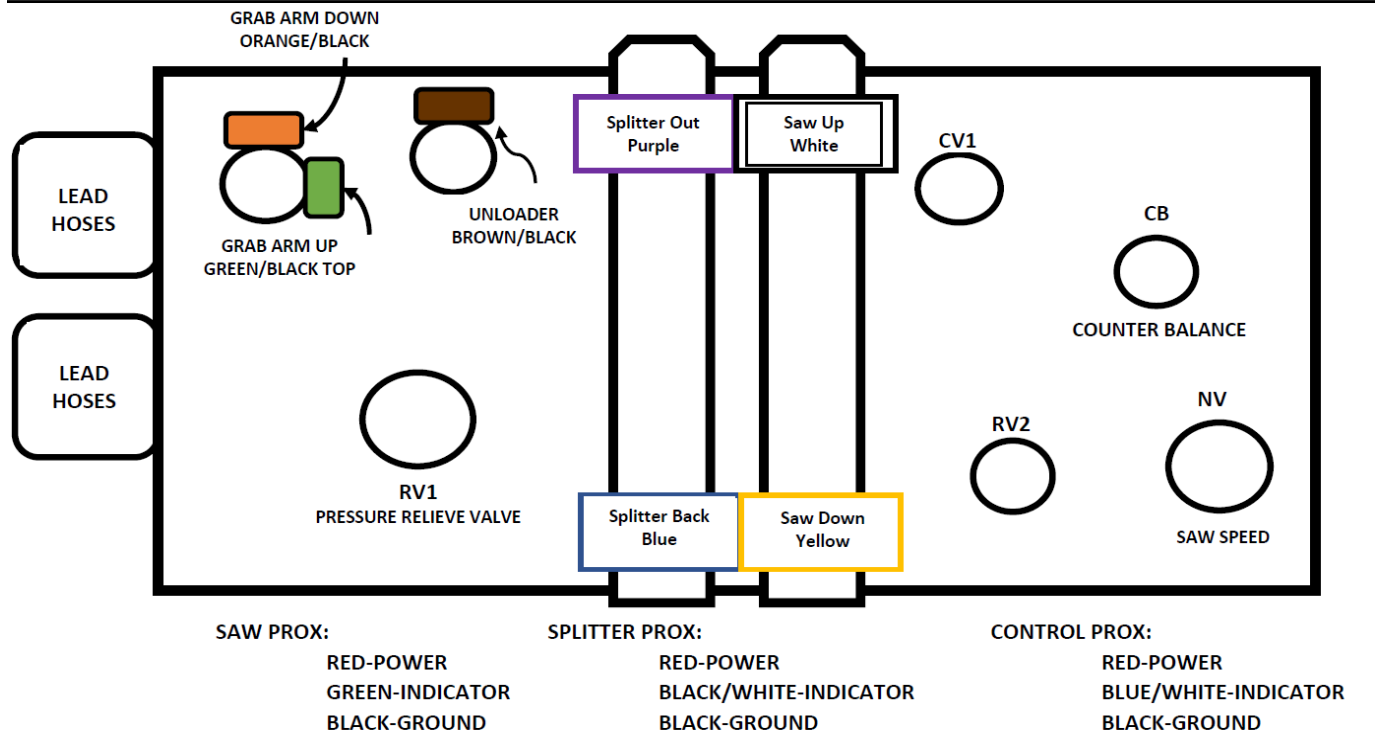 GRAB ARM DOWN
ORANGE/BLACK
LEAD
HOSES
GRAB ARM UP
GREEN/BLACK TOP
UNLOADER
BROWN/BLACK
Splitter Out
Purple
Saw Up
White
CV1
CB
COUNTER BALANCE
LEAD
HOSES
RV1
PRESSURE RELIEVE VALVE
Splitter Back
Blue
Saw Down
Yellow
RV2
NV
SAW SPEED
SAW PROX:
RED-POWER
GREEN-INDICATOR
BLACK-GROUND
SPLITTER PROX:
RED-POWER
BLACK/WHITE-INDICATOR
BLACK-GROUND
CONTROL PROX:
RED-POWER
BLUE/WHITE-INDICATOR
BLACK-GROUND